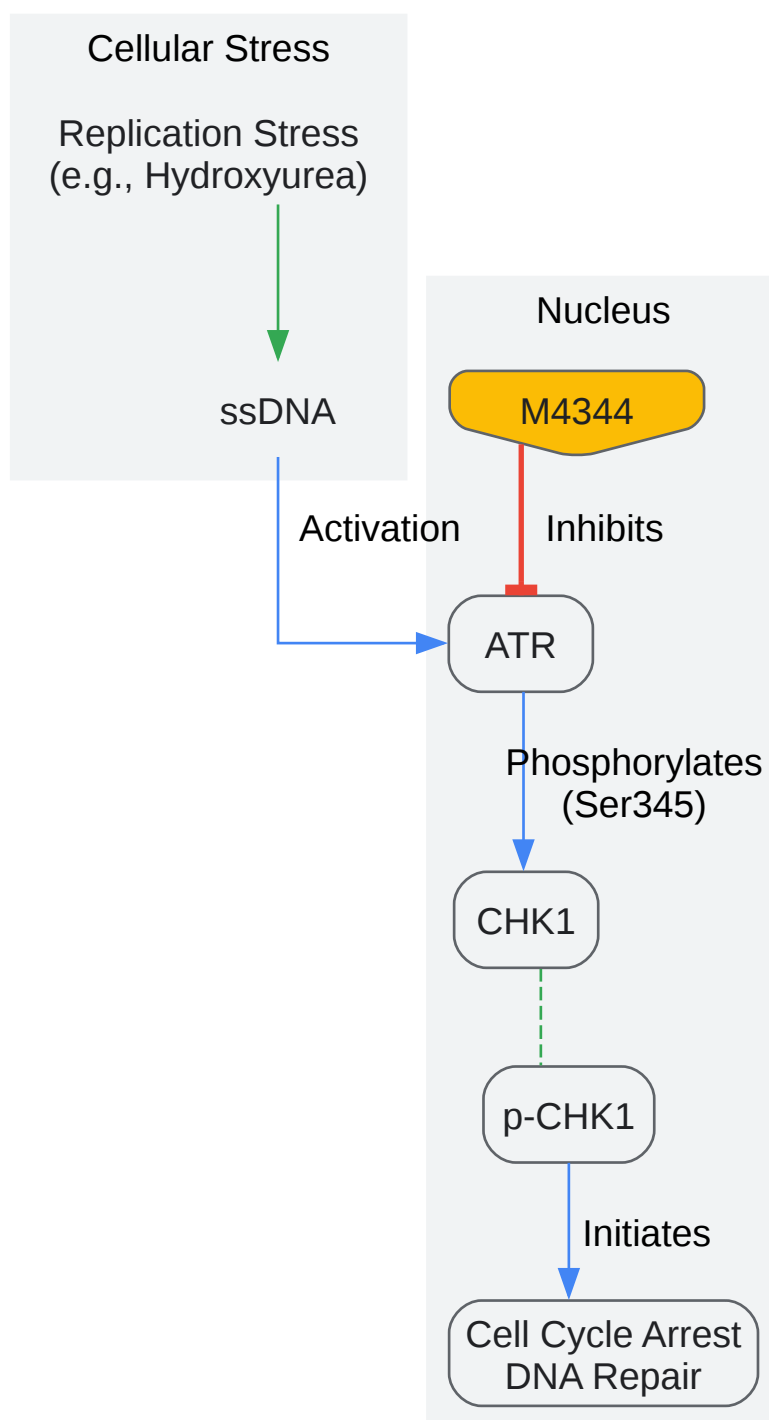 Cellular Stress
Replication Stress
(e.g., Hydroxyurea)
Nucleus
ssDNA
M4344
Activation
Inhibits
ATR
Phosphorylates
(Ser345)
CHK1
p-CHK1
Initiates
Cell Cycle Arrest
DNA Repair